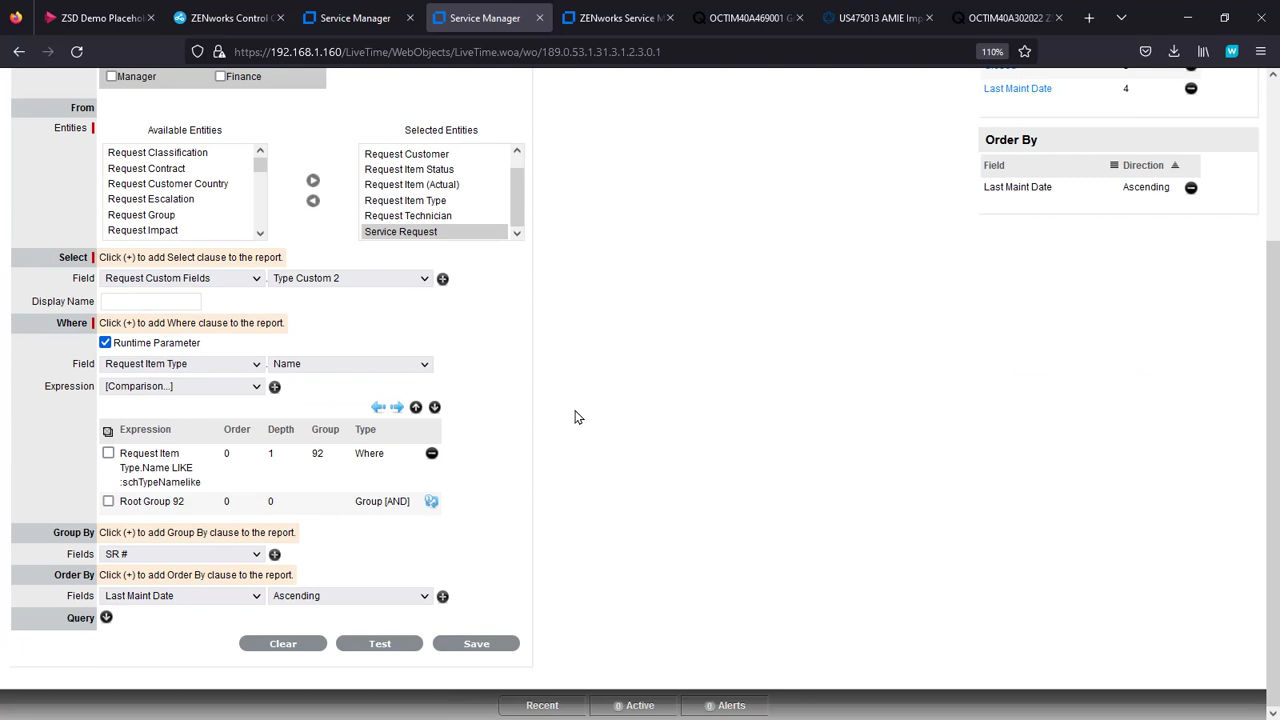 ZSD Demo Placehol
ZENworks Control C
Service Manager
Service Manager
ZENworks Service M
OCTIM40A469001 G
US475013 AMIE Imp
OCTIM40A302022 Z
https://192.168.1.160/LiveTime/WebObjects/LiveTime.woa/wo/189.0.53.1.31.3.1.2.3.0.1
110%
Manager
Finance
Last Maint Date
4
From
Entities
Available Entities
Selected Entities
Request Classification
Request Contract
Request Customer Country
Request Escalation
Request Group
Request Impact
Request Customer
Request Item Status
Request Item (Actual)
Request Item Type
Request Technician
Service Request
Order By
Field
Direction
Last Maint Date
Ascending
Select
Click (+) to add Select clause to the report.
Field
Request Custom Fields
.
Type Custom 2
Display Name
Where
Click (+) to add Where clause to the report.
Runtime Parameter
Field
Request Item Type
.
Name
Expression
[Comparison...]
Expression
Order
Depth
Group
Type
Request Item
Type.Name LIKE
:schTypeNamelike
0
1
92
Where
Root Group 92
0
0
Group [AND]
Group By
Click (+) to add Group By clause to the report.
Fields
SR #
Order By
Click (+) to add Order By clause to the report.
Fields
Last Maint Date
Ascending
Query
Clear
Test
Save
Recent
0 Active
0 Alerts